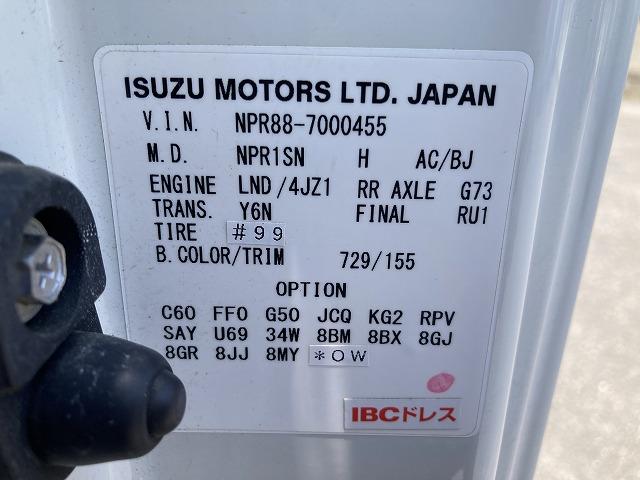 ISUZU MOTORS LTD. JAPAN
V.I.N. NPR88-7000455
M.D. NPR1SN H AC/BJ
ENGINE LND/4JZ1 RR AXLE G73
TRANS. Y6N FINAL RU1
TIRE #99
B.COLOR/TRIM 729/155
OPTION
C60 FF0 G50 JCQ KG2 RPV
SAY U69 34W 8BM 8BX 8GJ
8GR 8JJ 8MY *OW
IBCドレス